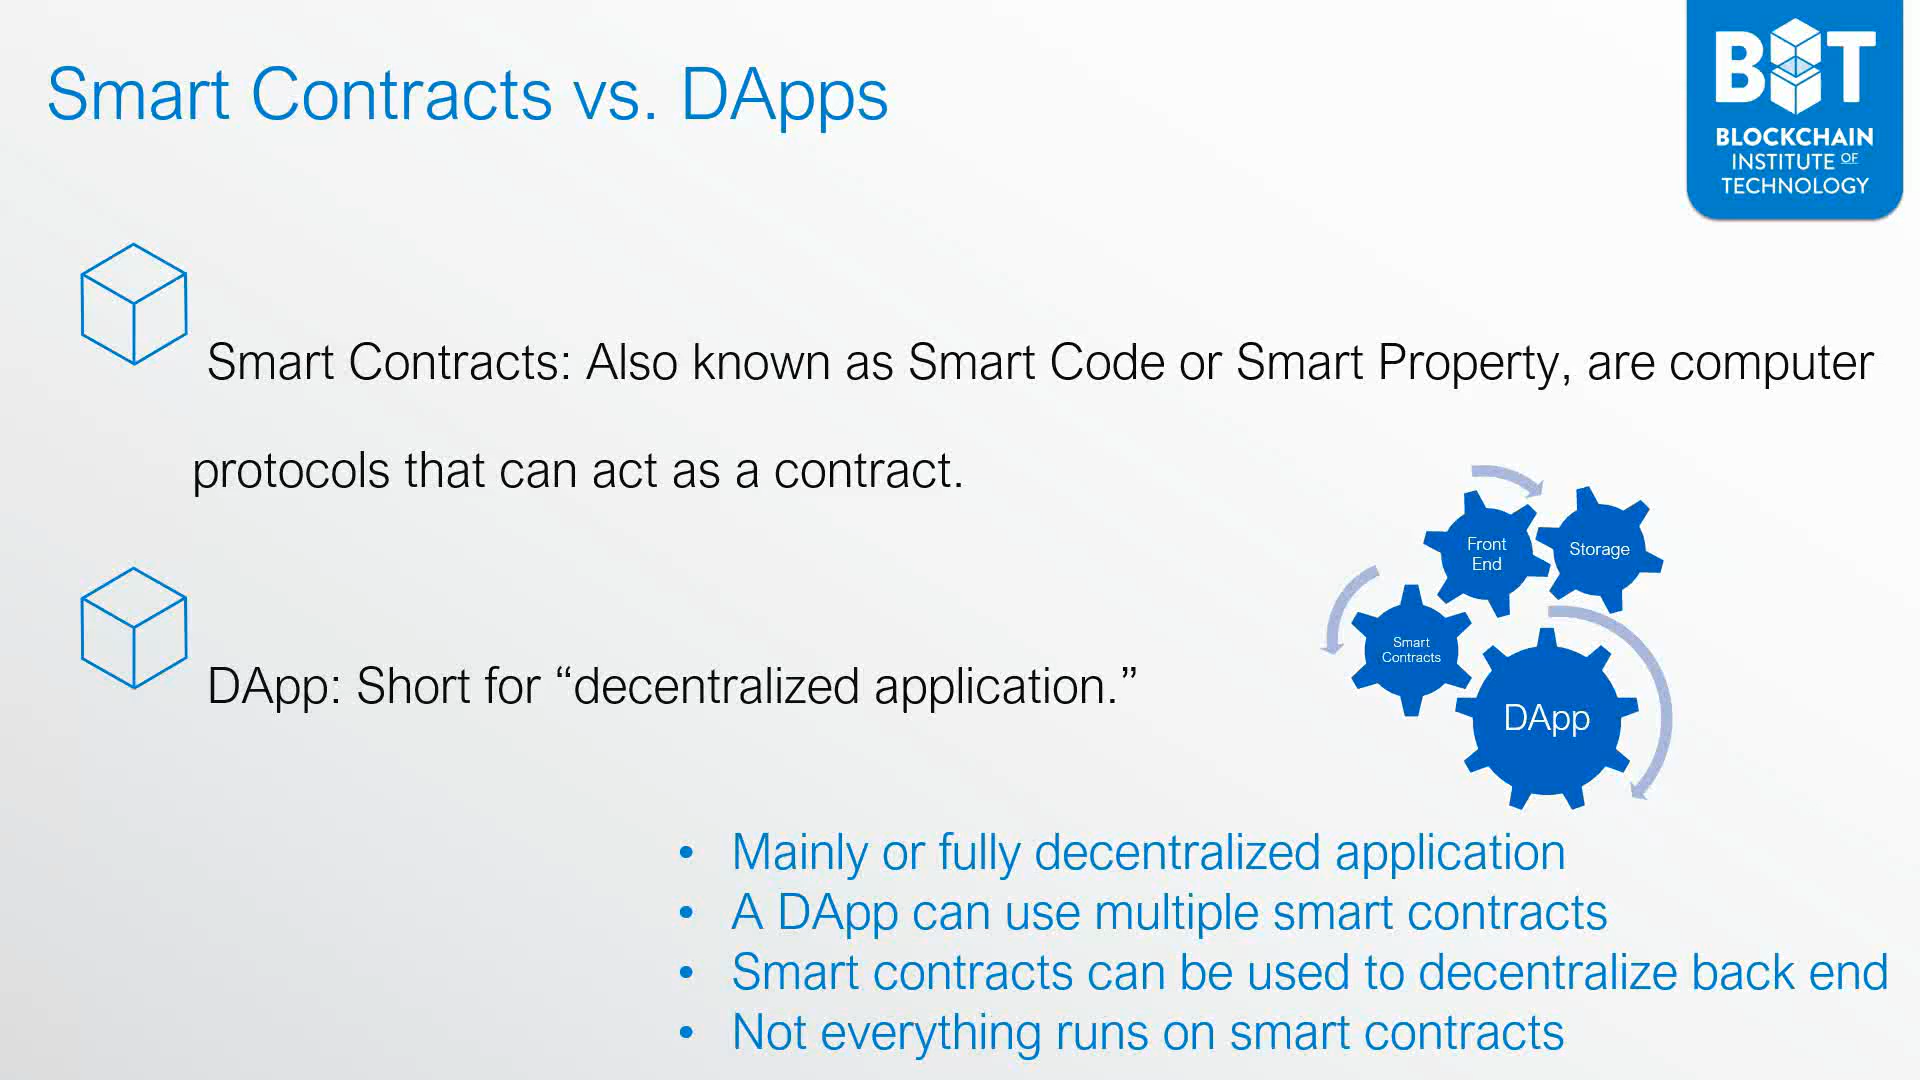 Smart Contracts vs. DApps
BIT
BLOCKCHAIN
INSTITUTE OF
TECHNOLOGY
Smart Contracts: Also known as Smart Code or Smart Property, are computer
protocols that can act as a contract.
Front
End
Storage
Smart
Contracts
DApp
DApp: Short for “decentralized application.”
• Mainly or fully decentralized application
• A DApp can use multiple smart contracts
• Smart contracts can be used to decentralize back end
• Not everything runs on smart contracts